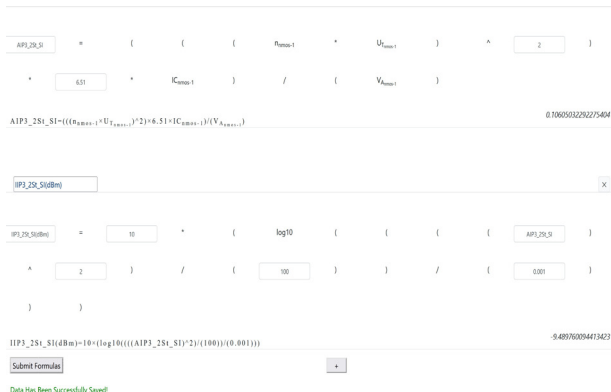 AIP3_2St_SI = ( ( ( nnmos-1 * UTnmos-1 ) ^ 2 )
* 6.51 * ICnmos-1 ) / ( VAnmos-1 )
0.10605032292275404
AIP3_2St_SI=(((nnmos-1×UTnmos-1)^2)×6.51×ICnmos-1)/(VAnmos-1)
IIP3_2St_SI(dBm) X
IIP3_2St_SI(dBm) = 10 * ( log10 ( ( ( ( AIP3_2St_SI )
^ 2 ) / ( 100 ) ) / ( 0.001 )
) )
-9.489760094413423
IIP3_2St_SI(dBm)=10×(log10((((AIP3_2St_SI)^2)/(100))/(0.001)))
Submit Formulas +
Data Has Been Successfully Saved!